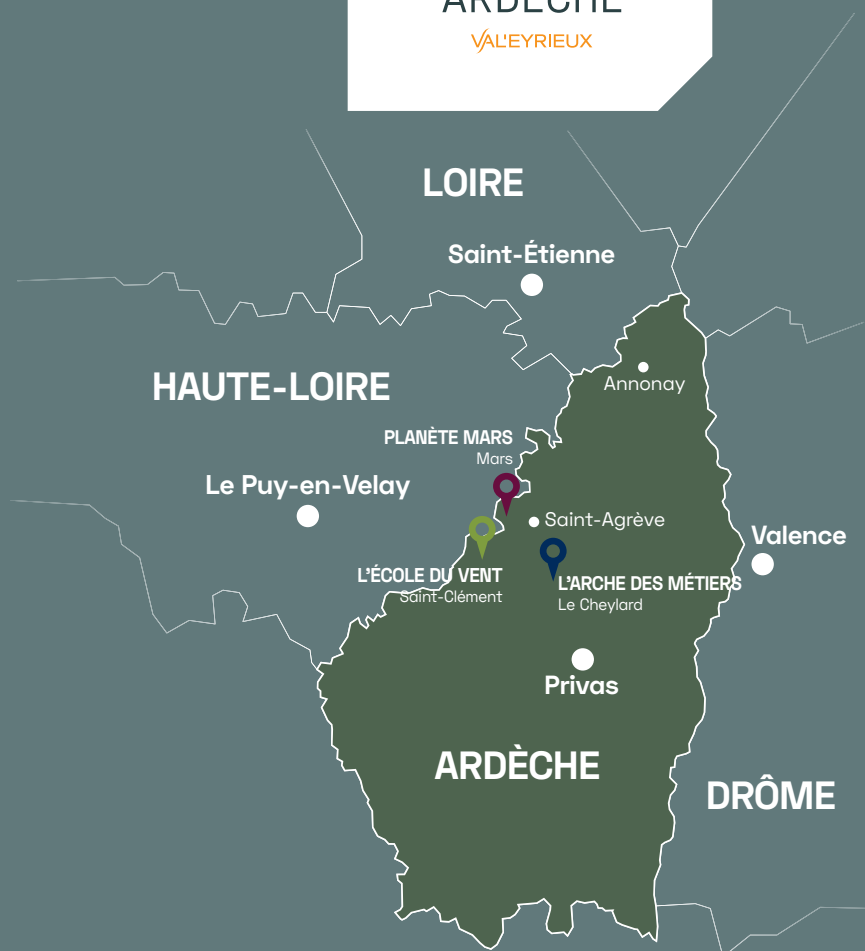 ARDÈCHE
VAL'EYRIEUX
LOIRE
Saint-Étienne
HAUTE-LOIRE
Annonay
PLANÈTE MARS
Mars
Le Puy-en-Velay
Saint-Agrève
Valence
L'ÉCOLE DU VENT
Saint-Clément
L'ARCHE DES MÉTIERS
Le Cheylard
Privas
ARDÈCHE
DRÔME